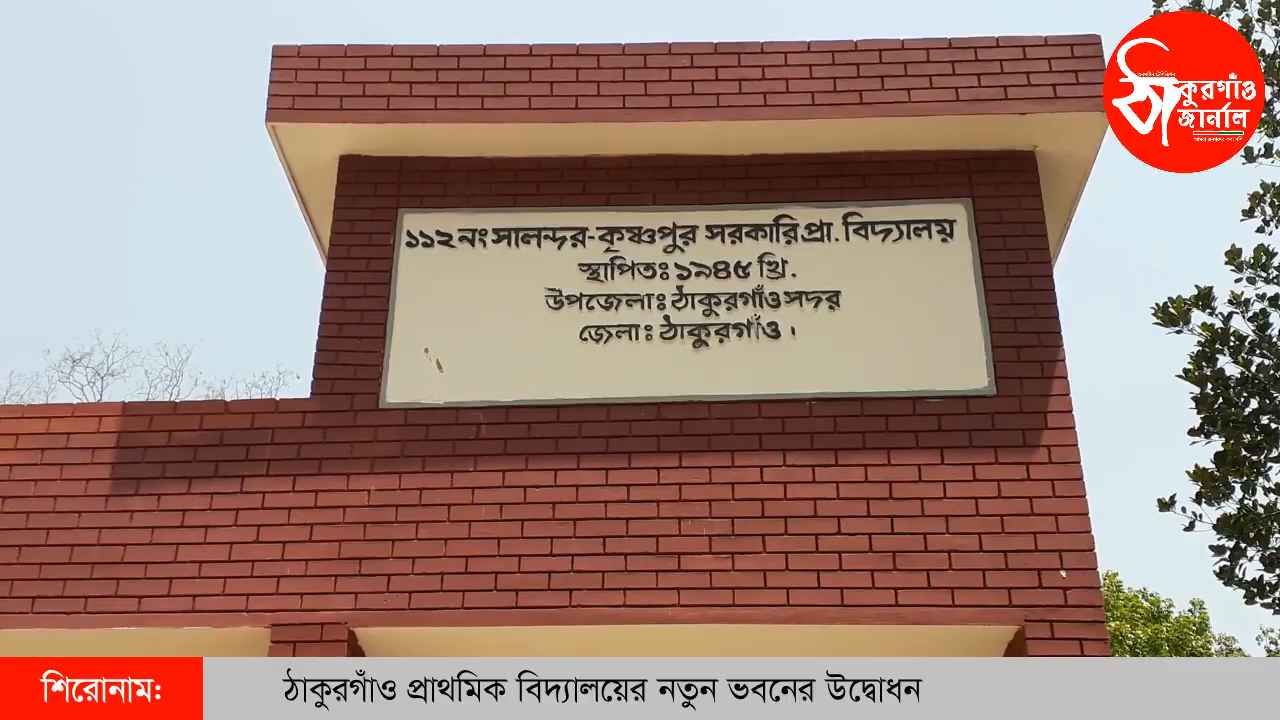 ঠাকুরগাঁও
জার্নাল
১১২ নং সালন্দর-কৃষ্ণপুর সরকারি প্রা. বিদ্যালয়
স্থাপিতঃ ১৯৪৫ খ্রি.
উপজেলাঃ ঠাকুরগাঁও সদর
জেলাঃ ঠাকুরগাঁও।
শিরোনাম: ঠাকুরগাঁও প্রাথমিক বিদ্যালয়ের নতুন ভবনের উদ্বোধন